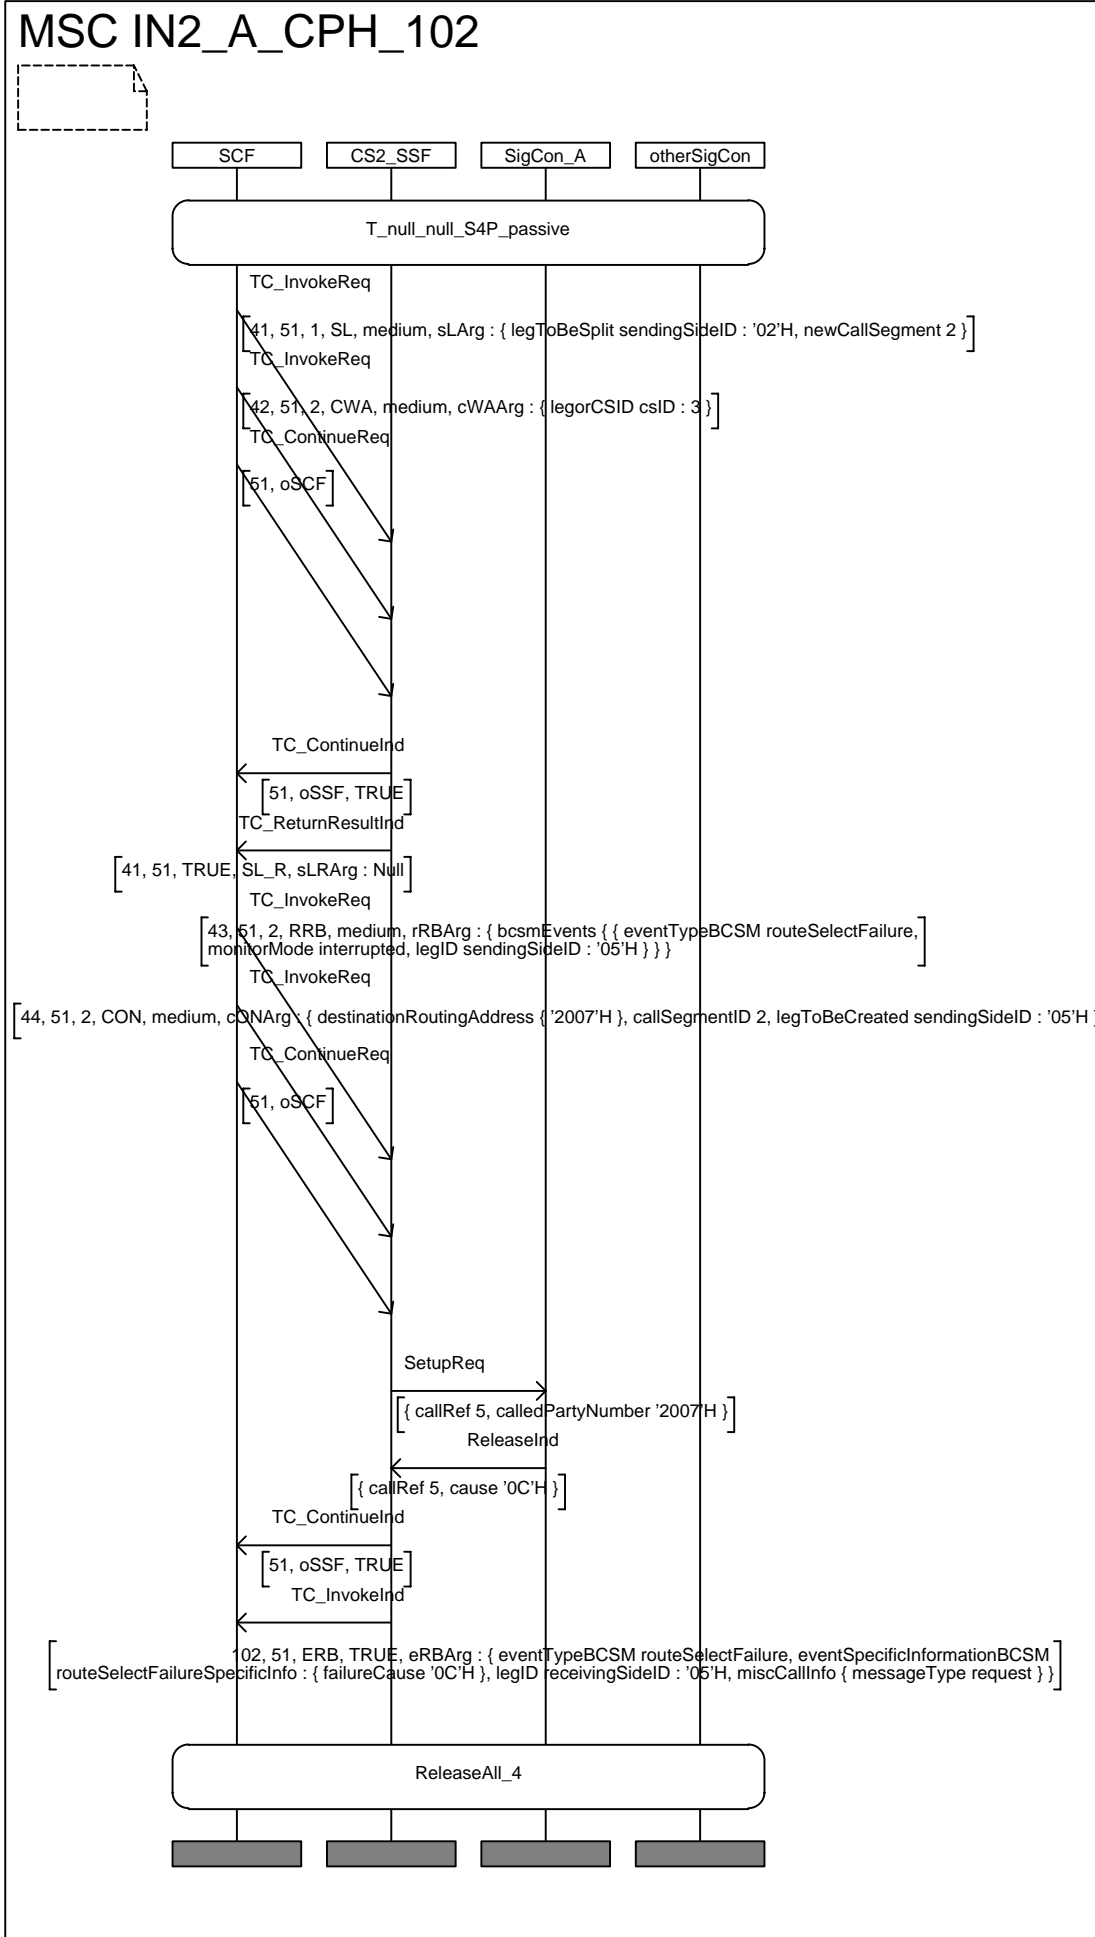 MSC IN2_A_CPH_102
SCF CS2_SSF SigCon_A otherSigCon
T_null_null_S4P_passive
TC_InvokeReq
41, 51, 1, SL, medium, sLArg : { legToBeSplit sendingSideID : '02'H, newCallSegment 2 }
TC_InvokeReq
42, 51, 2, CWA, medium, cWAArg : { legorCSID csID : 3 }
TC_ContinueReq
51, oSCF
TC_ContinueInd
51, oSSF, TRUE
TC_ReturnResultInd
41, 51, TRUE, SL_R, sLRArg : Null
TC_InvokeReq
43, 51, 2, RRB, medium, rRBArg : { bcsmEvents { { eventTypeBCSM routeSelectFailure,
monitorMode interrupted, legID sendingSideID : '05'H } } }
TC_InvokeReq
44, 51, 2, CON, medium, cONArg : { destinationRoutingAddress { '2007'H }, callSegmentID 2, legToBeCreated sendingSideID : '05'H }
TC_ContinueReq
51, oSCF
SetupReq
{ callRef 5, calledPartyNumber '2007'H }
ReleaseInd
{ callRef 5, cause '0C'H }
TC_ContinueInd
51, oSSF, TRUE
TC_InvokeInd
102, 51, ERB, TRUE, eRBArg : { eventTypeBCSM routeSelectFailure, eventSpecificInformationBCSM
routeSelectFailureSpecificInfo : { failureCause '0C'H }, legID receivingSideID : '05'H, miscCallInfo { messageType request } }
ReleaseAll_4